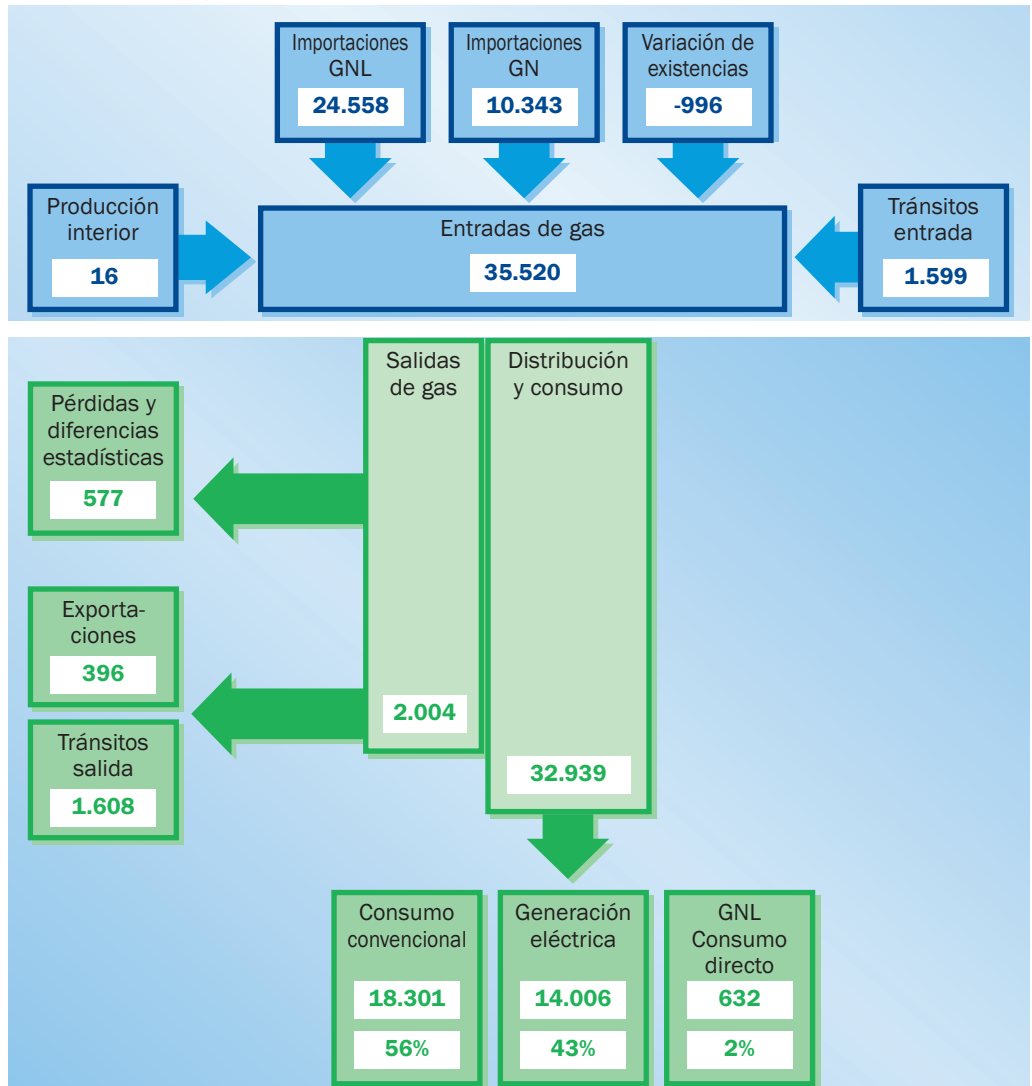 Importaciones
GNL
24.558
Importaciones
GN
10.343
Variación de
existencias
-996
Producción
interior
16
Entradas de gas
35.520
Tránsitos
entrada
1.599
Salidas
de gas
2.004
Distribución
y consumo
32.939
Pérdidas y
diferencias
estadísticas
577
Exporta-
ciones
396
Tránsitos
salida
1.608
Consumo
convencional
18.301
56%
Generación
eléctrica
14.006
43%
GNL
Consumo
directo
632
2%